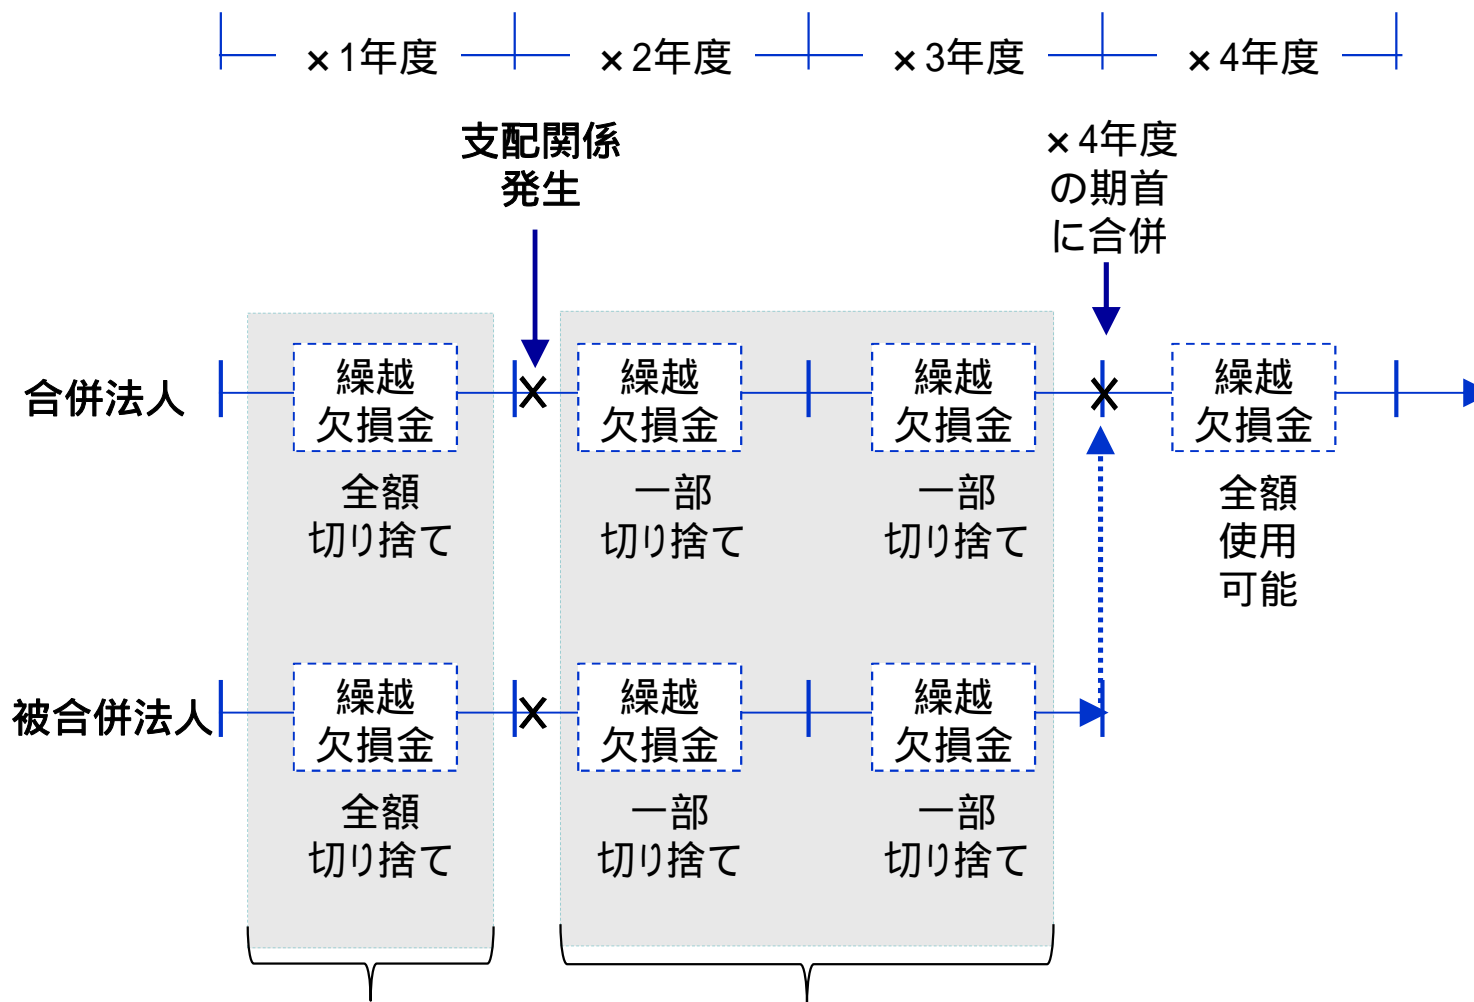 ×1年度
×2年度
×3年度
×4年度
支配関係
発生
×4年度
の期首
に合併
合併法人
繰越
欠損金
繰越
欠損金
繰越
欠損金
繰越
欠損金
全額
切り捨て
一部
切り捨て
一部
切り捨て
全額
使用
可能
被合併法人
繰越
欠損金
繰越
欠損金
繰越
欠損金
全額
切り捨て
一部
切り捨て
一部
切り捨て